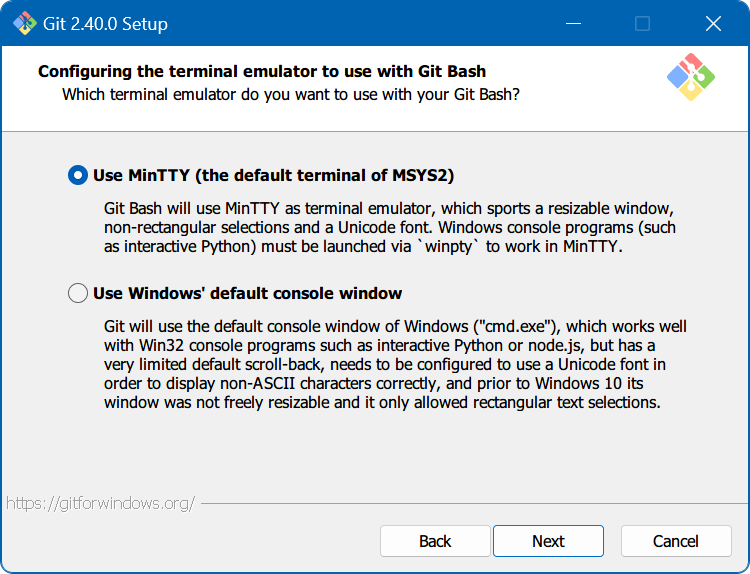 Git 2.40.0 Setup
Configuring the terminal emulator to use with Git Bash
Which terminal emulator do you want to use with your Git Bash?
Use MinTTY (the default terminal of MSYS2)
Git Bash will use MinTTY as terminal emulator, which sports a resizable window,
non-rectangular selections and a Unicode font. Windows console programs (such
as interactive Python) must be launched via `winpty` to work in MinTTY.
Use Windows' default console window
Git will use the default console window of Windows ("cmd.exe"), which works well
with Win32 console programs such as interactive Python or node.js, but has a
very limited default scroll-back, needs to be configured to use a Unicode font in
order to display non-ASCII characters correctly, and prior to Windows 10 its
window was not freely resizable and it only allowed rectangular text selections.
https://gitforwindows.org/
Back
Next
Cancel